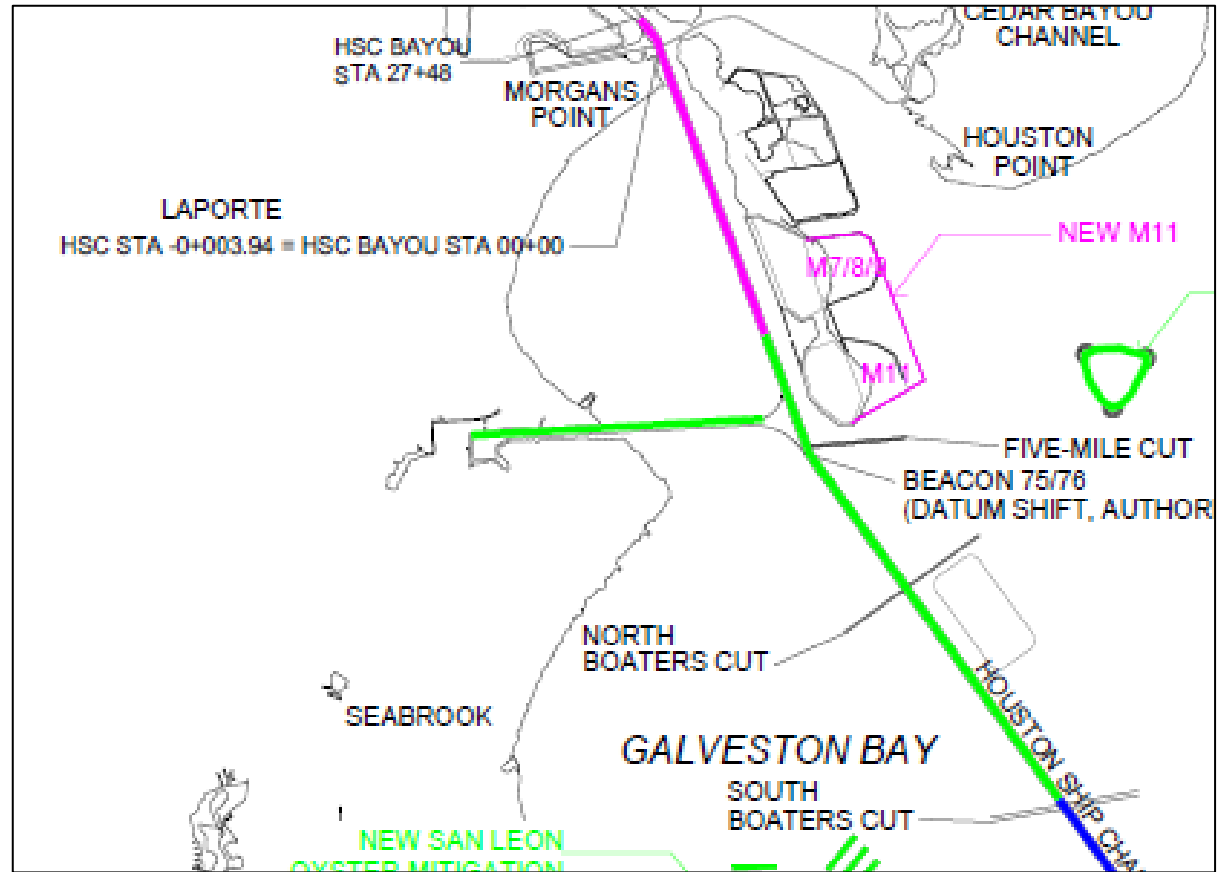 CEDAR BAYOU
CHANNEL
HSC BAYOU
STA 27+48
MORGANS
POINT
HOUSTON
POINT
LAPORTE
HSC STA -0+003.94 = HSC BAYOU STA 00+00
NEW M11
M7/8/9
M11
FIVE-MILE CUT
BEACON 75/76
(DATUM SHIFT, AUTHOR
NORTH
BOATERS CUT
HOUSTON SHIP CHA
SEABROOK
GALVESTON BAY
SOUTH
BOATERS CUT
NEW SAN LEON
OYSTER MITIGATION